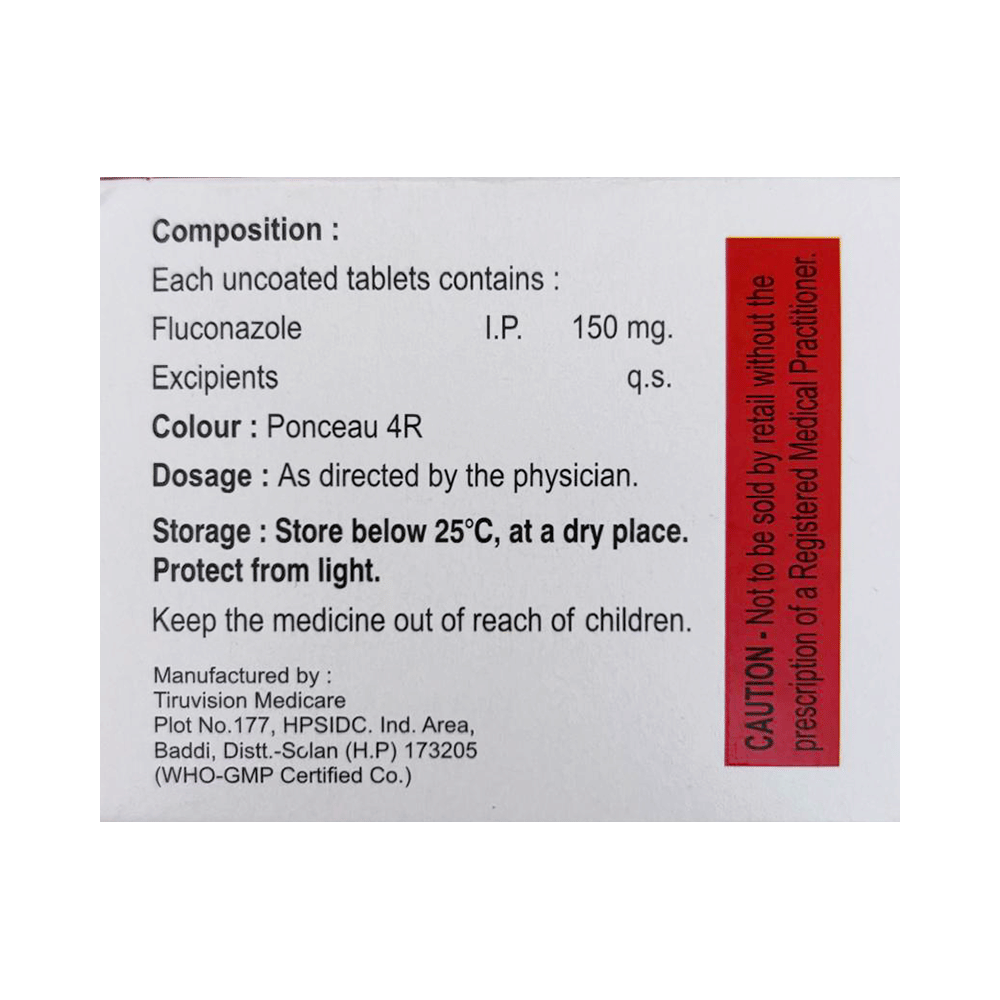 Composition :
Each uncoated tablets contains :
Fluconazole I.P. 150 mg.
Excipients q.s.
Colour : Ponceau 4R
Dosage : As directed by the physician.
Storage : Store below 25°C, at a dry place.
Protect from light.
Keep the medicine out of reach of children.
Manufactured by :
Tiruvision Medicare
Plot No.177, HPSIDC. Ind. Area,
Baddi, Distt.-Solan (H.P) 173205
(WHO-GMP Certified Co.)
CAUTION - Not to be sold by retail without the
prescription of a Registered Medical Practitioner.